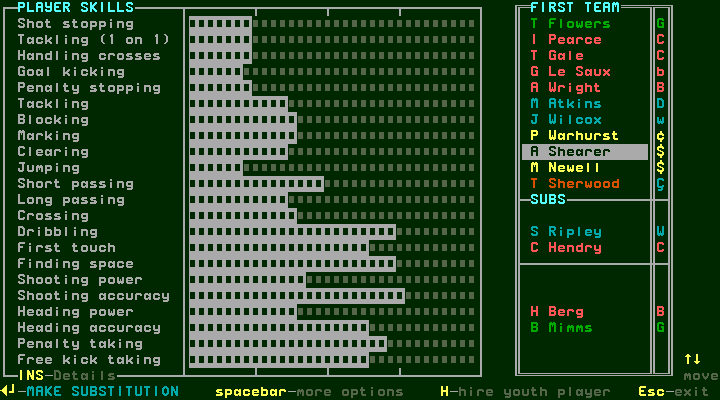 PLAYER SKILLS
Shot stopping
Tackling (1 on 1)
Handling crosses
Goal kicking
Penalty stopping
Tackling
Blocking
Marking
Clearing
Jumping
Short passing
Long passing
Crossing
Dribbling
First touch
Finding space
Shooting power
Shooting accuracy
Heading power
Heading accuracy
Penalty taking
Free kick taking
INS-Details
FIRST TEAM
T Flowers G
I Pearce C
T Gale C
G Le Saux b
A Wright B
M Atkins D
J Wilcox w
P Warhurst ¢
A Shearer $
M Newell $
T Sherwood Ç
SUBS
S Ripley W
C Hendry C
H Berg B
B Mimms G
↑↓
move
↵-MAKE SUBSTITUTION spacebar-more options H-hire youth player Esc-exit